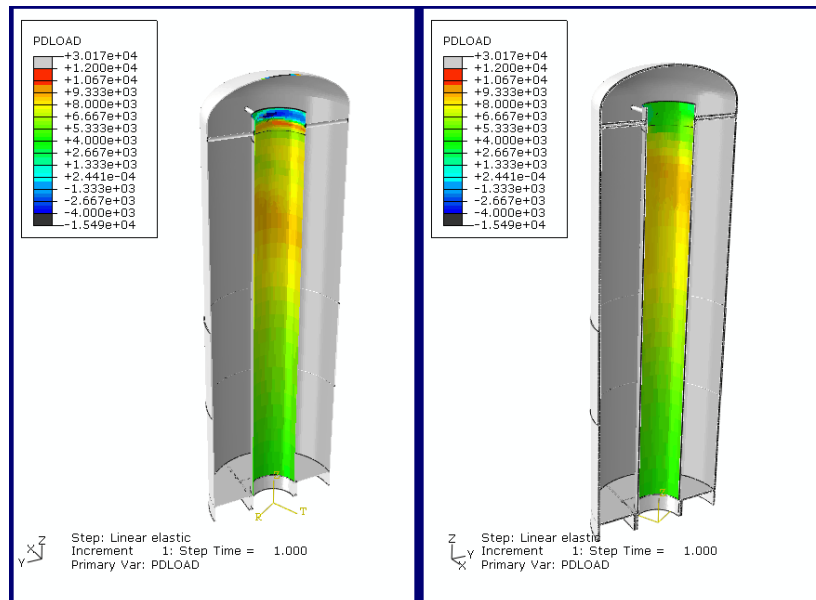 PDLOAD
+3.017e+04
+1.200e+04
+1.067e+04
+9.333e+03
+8.000e+03
+6.667e+03
+5.333e+03
+4.000e+03
+2.667e+03
+1.333e+03
+2.441e-04
-1.333e+03
-2.667e+03
-4.000e+03
-1.549e+04
R
T
Z
X
Y
Step: Linear elastic
Increment 1: Step Time = 1.000
Primary Var: PDLOAD
PDLOAD
+3.017e+04
+1.200e+04
+1.067e+04
+9.333e+03
+8.000e+03
+6.667e+03
+5.333e+03
+4.000e+03
+2.667e+03
+1.333e+03
+2.441e-04
-1.333e+03
-2.667e+03
-4.000e+03
-1.549e+04
Z
Y
X
Step: Linear elastic
Increment 1: Step Time = 1.000
Primary Var: PDLOAD